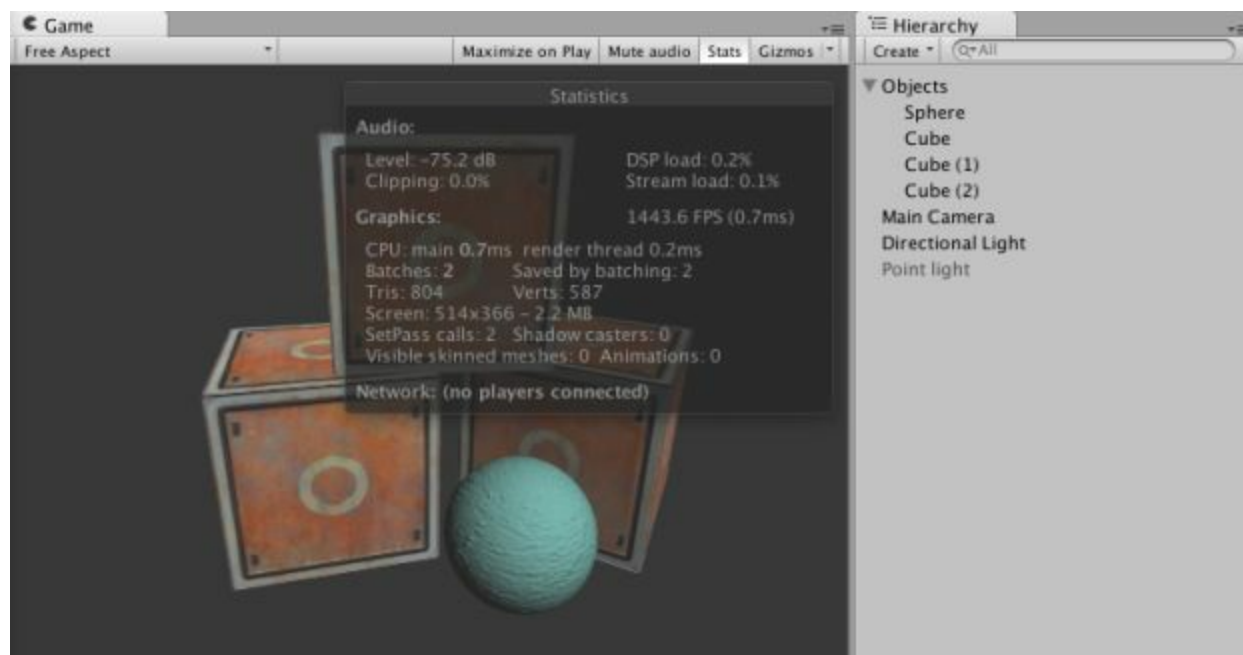 Game
Free Aspect Maximize on Play Mute audio Stats Gizmos
Statistics
Audio:
Level: -75.2 dB DSP load: 0.2%
Clipping: 0.0% Stream load: 0.1%
Graphics: 1443.6 FPS (0.7ms)
CPU: main 0.7ms render thread 0.2ms
Batches: 2 Saved by batching: 2
Tris: 804 Verts: 587
Screen: 514x366 - 2.2 MB
SetPass calls: 2 Shadow casters: 0
Visible skinned meshes: 0 Animations: 0
Network: (no players connected)
Hierarchy
Create All
Objects
Sphere
Cube
Cube (1)
Cube (2)
Main Camera
Directional Light
Point light